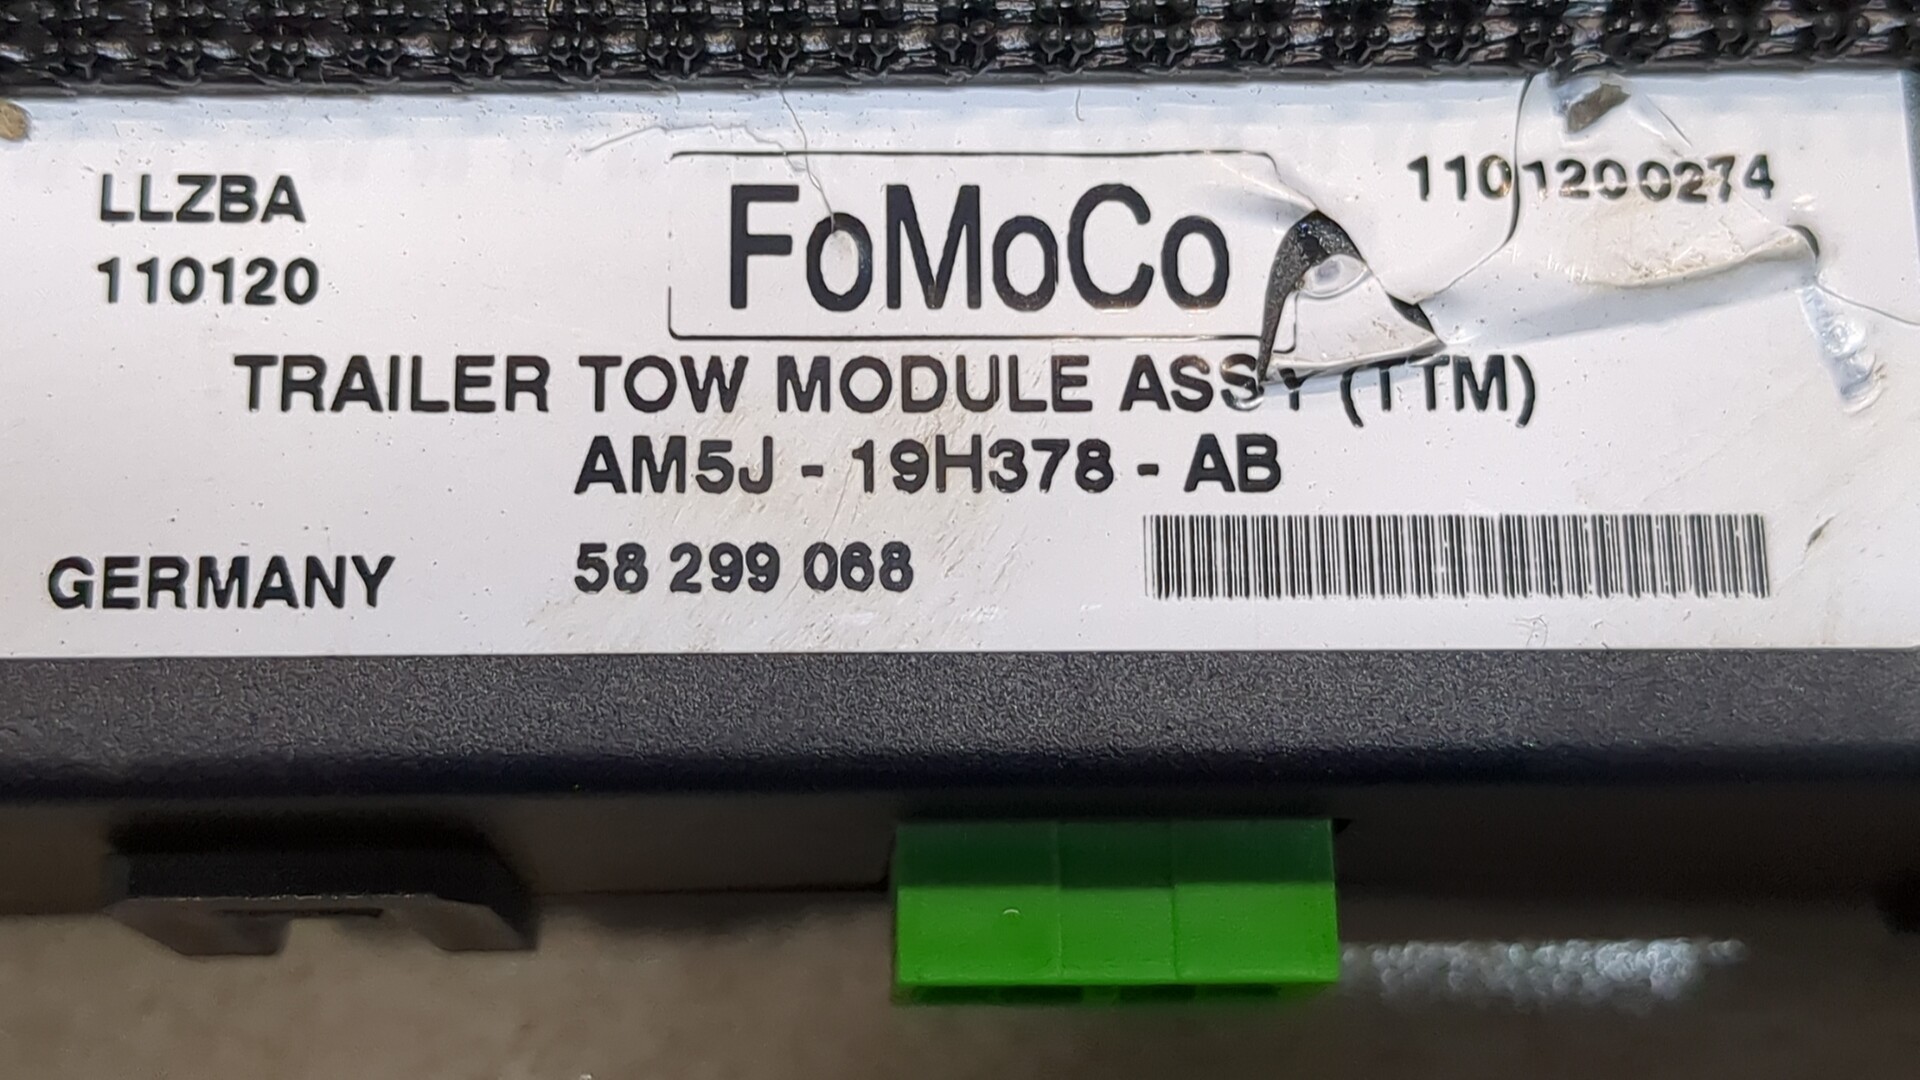 LLZBA
110120
FoMoCo
1101200274
TRAILER TOW MODULE ASSY (TTM)
AM5J - 19H378 - AB
GERMANY
58 299 068